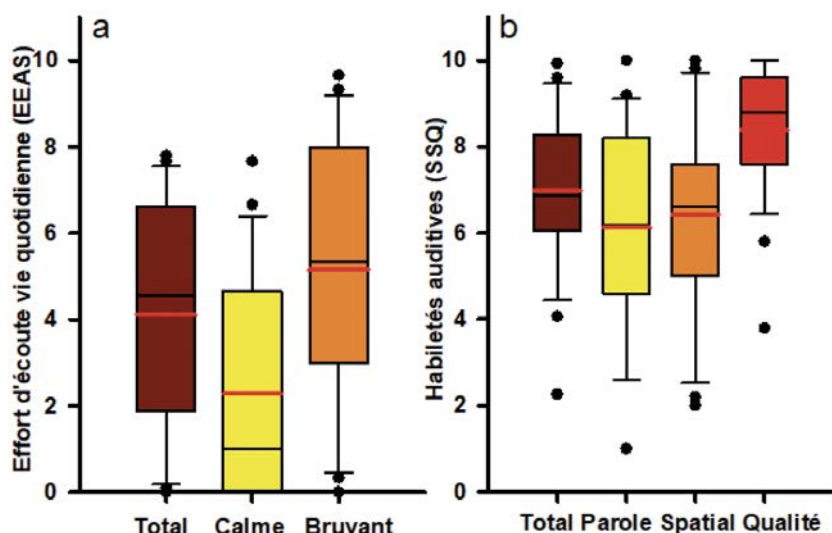 a
Effort d'écoute vie quotidienne (EEAS)
10
8
6
4
2
0
Total Calme Bruyant
b
Habiletés auditives (SSQ)
10
8
6
4
2
0
Total Parole Spatial Qualité